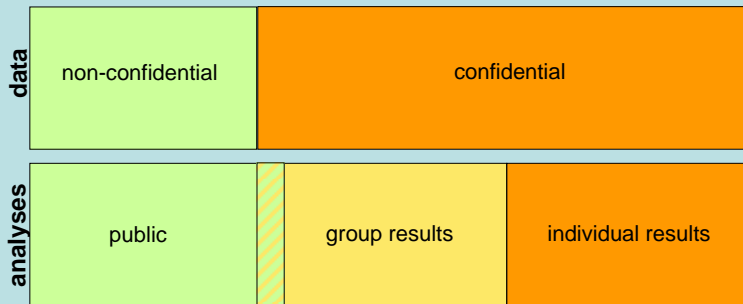 data
non-confidential
confidential
analyses
public
group results
individual results